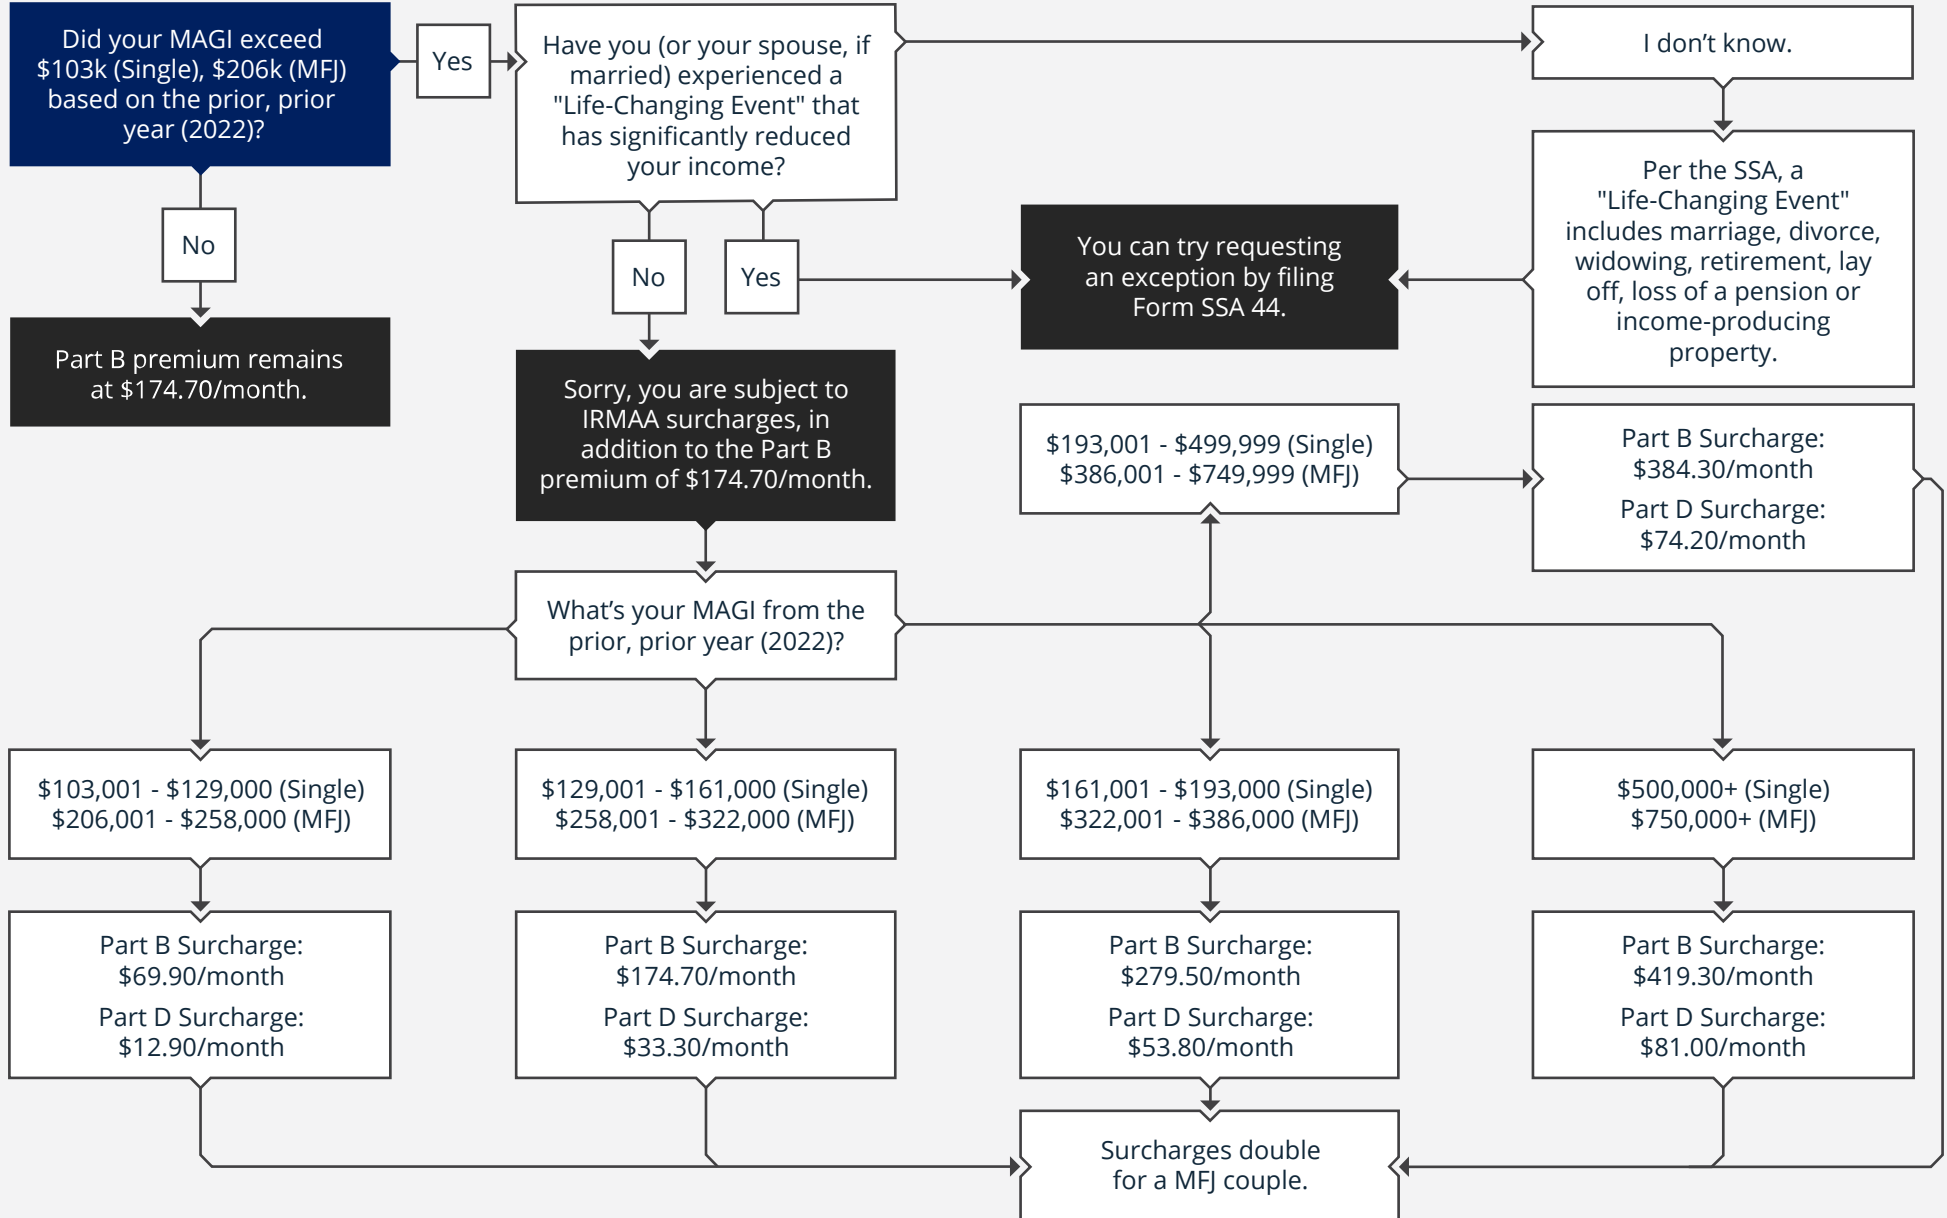 Did your MAGI exceed
$103k (Single), $206k (MFJ)
based on the prior, prior
year (2022)?
Yes
Have you (or your spouse, if
married) experienced a
"Life-Changing Event" that
has significantly reduced
your income?
I don’t know.
No
Part B premium remains
at $174.70/month.
No
Yes
You can try requesting
an exception by filing
Form SSA 44.
Per the SSA, a
"Life-Changing Event"
includes marriage, divorce,
widowing, retirement, lay
off, loss of a pension or
income-producing
property.
Sorry, you are subject to
IRMAA surcharges, in
addition to the Part B
premium of $174.70/month.
$193,001 - $499,999 (Single)
$386,001 - $749,999 (MFJ)
Part B Surcharge:
$384.30/month
Part D Surcharge:
$74.20/month
What’s your MAGI from the
prior, prior year (2022)?
$103,001 - $129,000 (Single)
$206,001 - $258,000 (MFJ)
$129,001 - $161,000 (Single)
$258,001 - $322,000 (MFJ)
$161,001 - $193,000 (Single)
$322,001 - $386,000 (MFJ)
$500,000+ (Single)
$750,000+ (MFJ)
Part B Surcharge:
$69.90/month
Part D Surcharge:
$12.90/month
Part B Surcharge:
$174.70/month
Part D Surcharge:
$33.30/month
Part B Surcharge:
$279.50/month
Part D Surcharge:
$53.80/month
Part B Surcharge:
$419.30/month
Part D Surcharge:
$81.00/month
Surcharges double
for a MFJ couple.